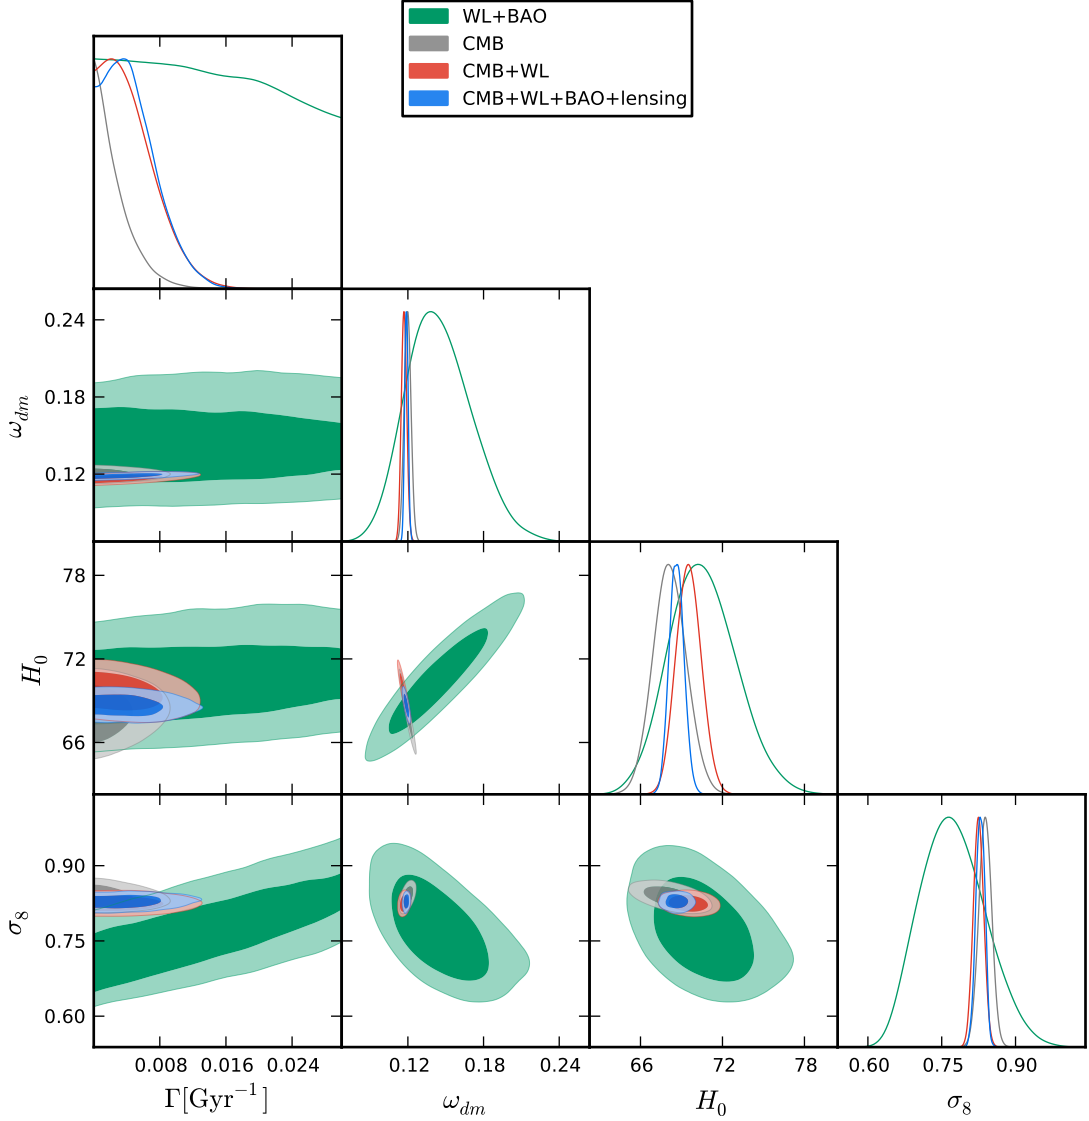 WL+BAO
CMB
CMB+WL
CMB+WL+BAO+lensing
0.24
0.18
0.12
ω_dm
78
72
66
H_0
0.90
0.75
0.60
σ_8
0.008 0.016 0.024
0.12 0.18 0.24
66 72 78
0.60 0.75 0.90
Γ[Gyr⁻¹]
ω_dm
H_0
σ_8